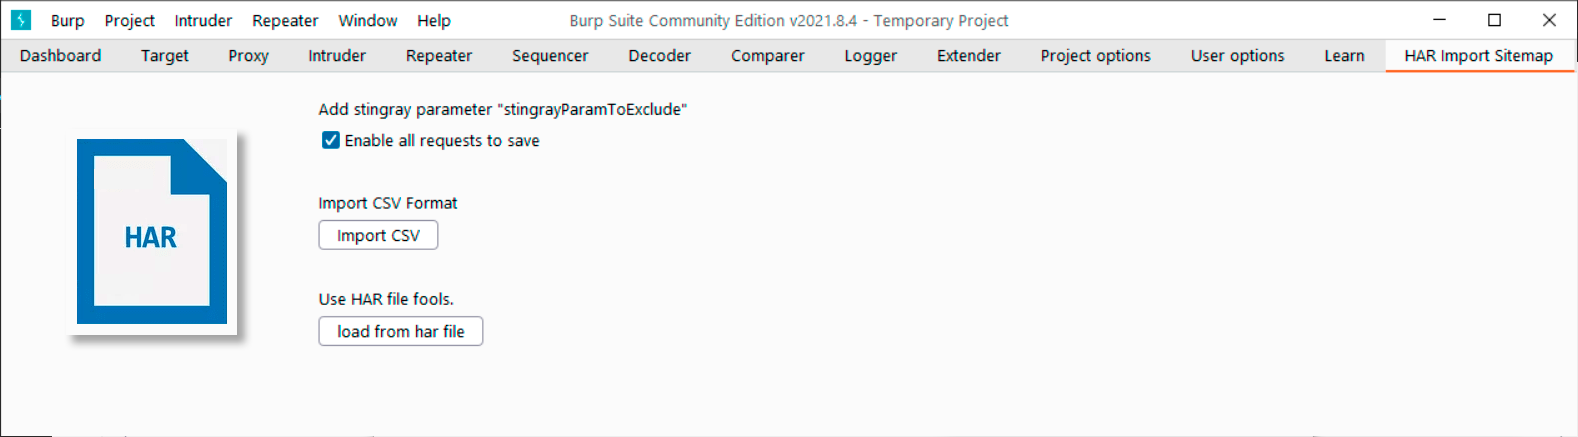 Burp Project Intruder Repeater Window Help Burp Suite Community Edition v2021.8.4 - Temporary Project
Dashboard Target Proxy Intruder Repeater Sequencer Decoder Comparer Logger Extender Project options User options Learn HAR Import Sitemap
Add stingray parameter "stingrayParamToExclude"
Enable all requests to save
Import CSV Format
HAR
Import CSV
Use HAR file fools.
load from har file